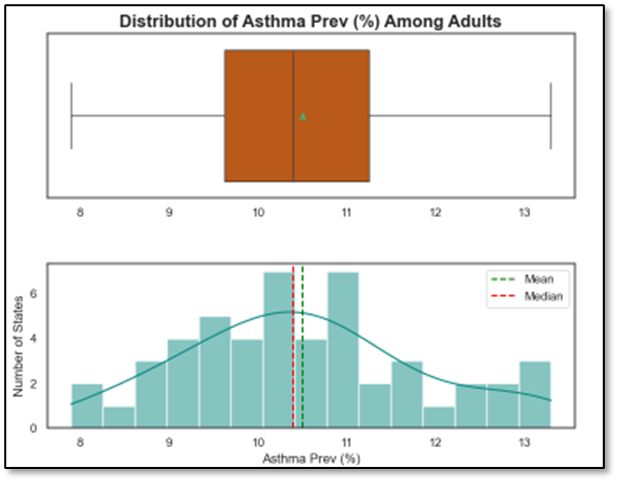 Distribution of Asthma Prev (%) Among Adults
8 9 10 11 12 13
Number of States
6
4
2
0
Mean
Median
8 9 10 11 12 13
Asthma Prev (%)